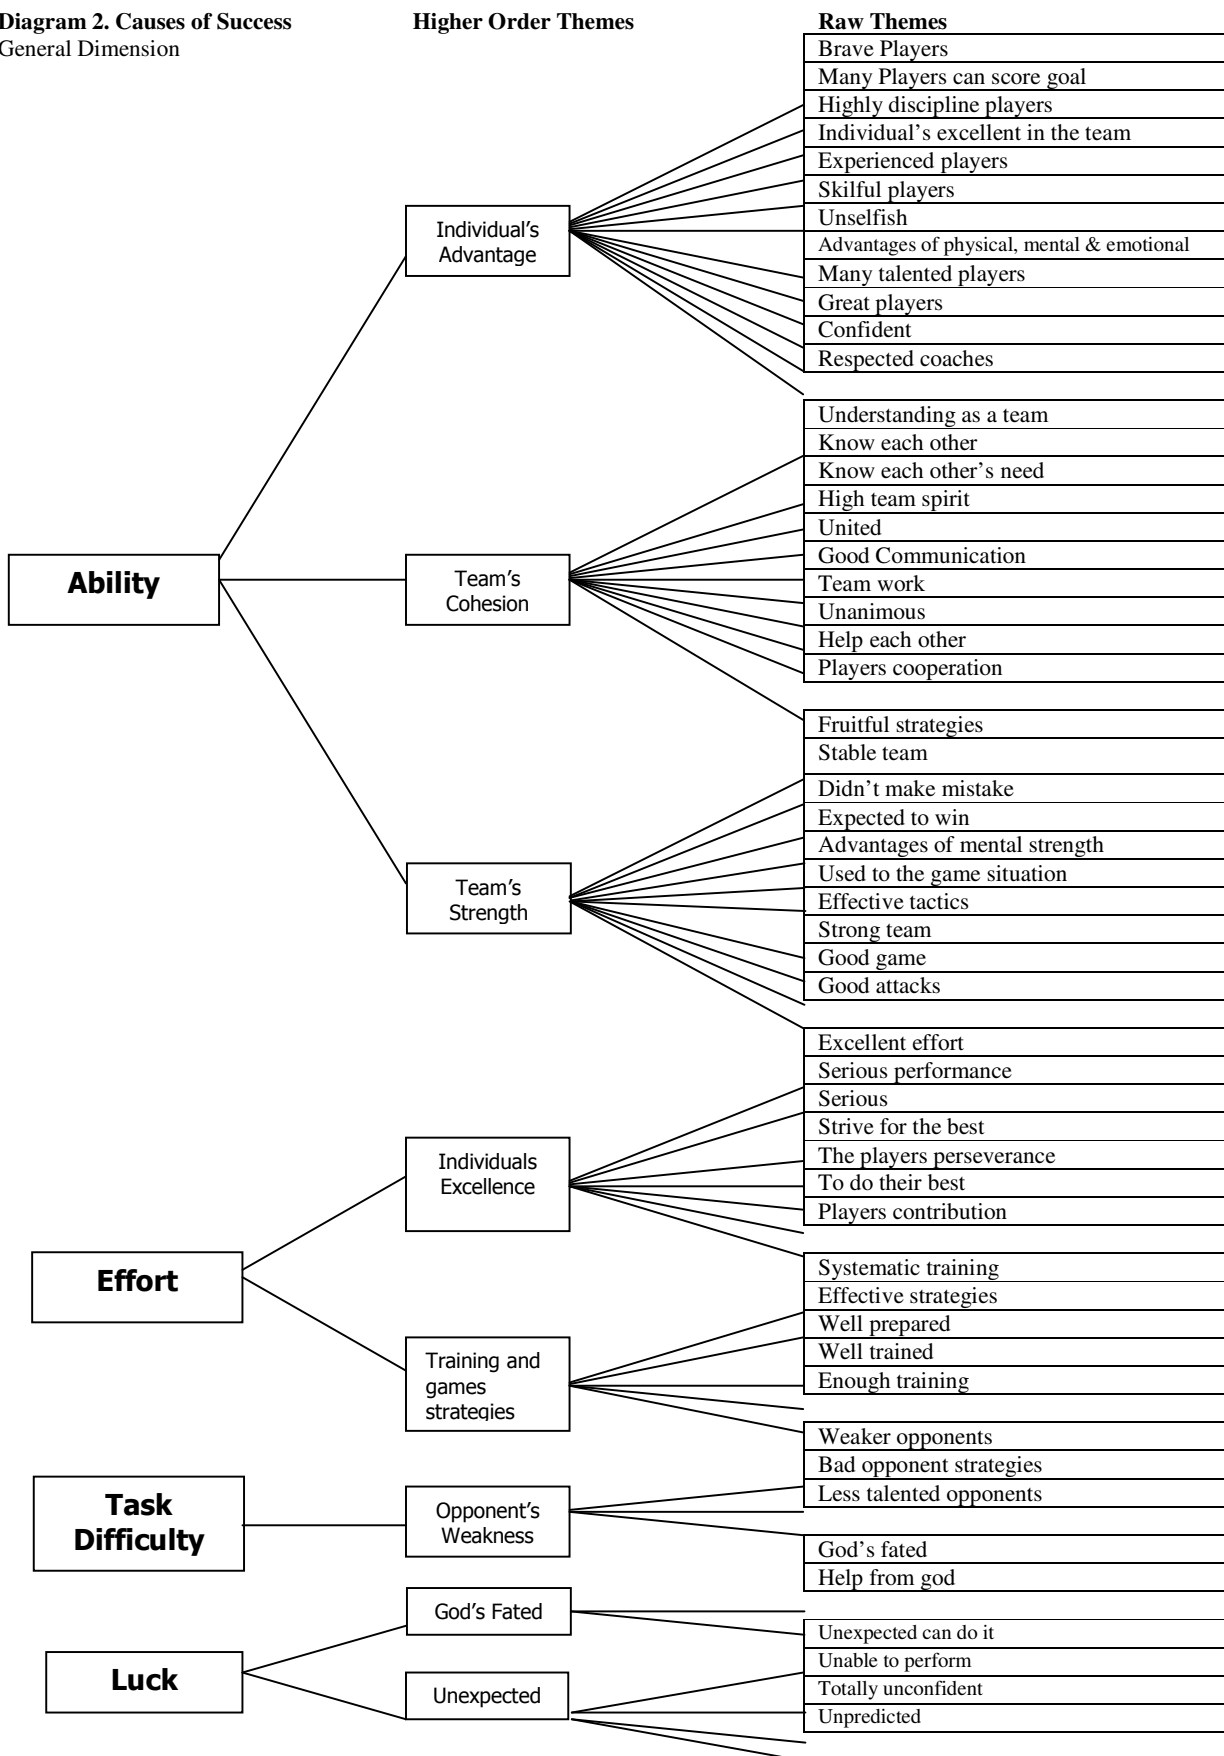 Diagram 2. Causes of Success
Higher Order Themes
Raw Themes
General Dimension
Brave Players
Many Players can score goal
Highly discipline players
Individual's excellent in the team
Experienced players
Skilful players
Unselfish
Advantages of physical, mental & emotional
Many talented players
Great players
Confident
Respected coaches
Individual's
Advantage
Understanding as a team
Know each other
Know each other's need
High team spirit
United
Good Communication
Team work
Unanimous
Help each other
Players cooperation
Ability
Team's
Cohesion
Fruitful strategies
Stable team
Didn't make mistake
Expected to win
Advantages of mental strength
Used to the game situation
Effective tactics
Strong team
Good game
Good attacks
Team's
Strength
Excellent effort
Serious performance
Serious
Strive for the best
The players perseverance
To do their best
Players contribution
Individuals
Excellence
Effort
Systematic training
Effective strategies
Well prepared
Well trained
Enough training
Training and
games
strategies
Weaker opponents
Bad opponent strategies
Less talented opponents
Task
Difficulty
Opponent's
Weakness
God's fated
Help from god
God's Fated
Luck
Unexpected can do it
Unable to perform
Totally unconfident
Unpredicted
Unexpected